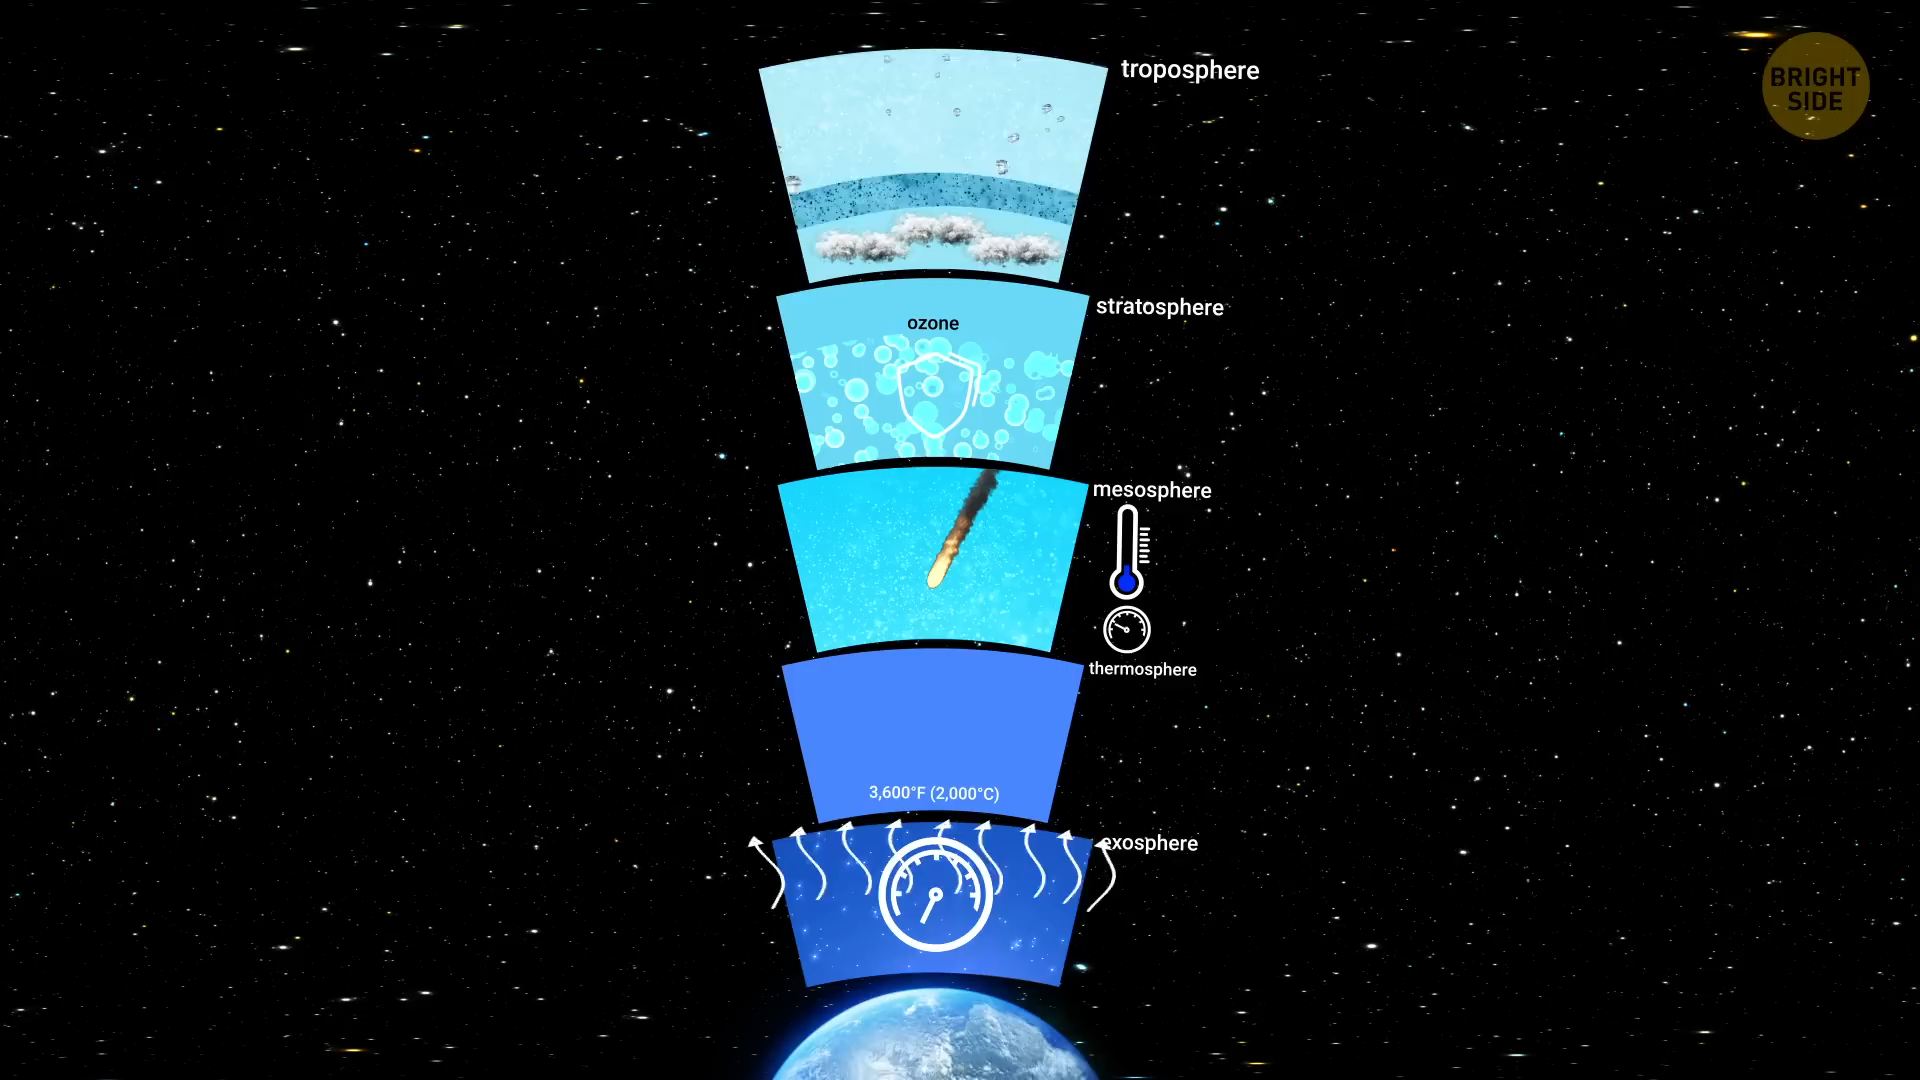 troposphere
BRIGHT
SIDE
stratosphere
ozone
mesosphere
thermosphere
3,600°F (2,000°C)
exosphere